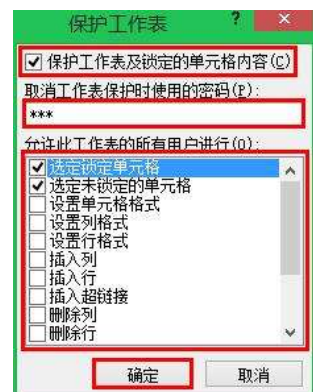 保护工作表 ? ×
保护工作表及锁定的单元格内容(C)
取消工作表保护时使用的密码(P):
***
允许此工作表的所有用户进行(O):
选定锁定单元格
选定未锁定的单元格
设置单元格格式
设置列格式
设置行格式
插入列
插入行
插入超链接
删除列
删除行
确定 取消